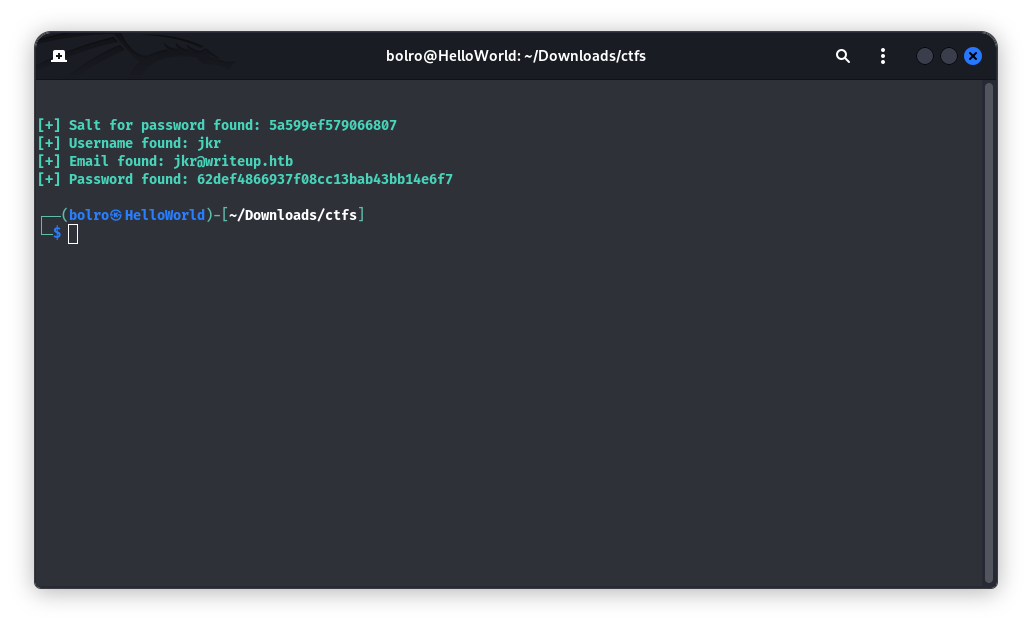 bolro@HelloWorld: ~/Downloads/ctfs
[+] Salt for password found: 5a599ef579066807
[+] Username found: jkr
[+] Email found: jkr@writeup.htb
[+] Password found: 62def4866937f08cc13bab43bb14e6f7
┌──(bolro㉿HelloWorld)-[~/Downloads/ctfs]
└─$